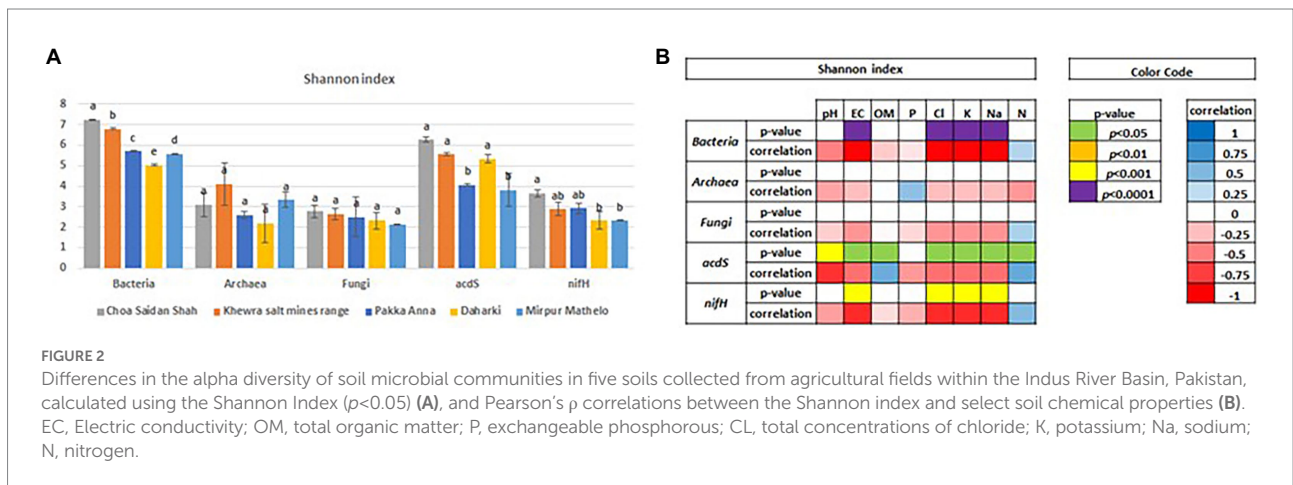 A
Shannon index
8
7
6
5
4
3
2
1
0
a b c e d
a a a a a
a a a a a
a a b a b
a ab ab b b
Bacteria Archaea Fungi acdS nifH
Choa Saidan Shah Khewra salt mines range Pakka Anna Daharki Mirpur Mathelo
B
Shannon index
pH EC OM P Cl K Na N
Bacteria p-value
correlation
Archaea p-value
correlation
Fungi p-value
correlation
acdS p-value
correlation
nifH p-value
correlation
Color Code
p-value
p<0.05
p<0.01
p<0.001
p<0.0001
correlation
1
0.75
0.5
0.25
0
-0.25
-0.5
-0.75
-1
FIGURE 2
Differences in the alpha diversity of soil microbial communities in five soils collected from agricultural fields within the Indus River Basin, Pakistan,
calculated using the Shannon Index (p<0.05) (A), and Pearson's ρ correlations between the Shannon index and select soil chemical properties (B).
EC, Electric conductivity; OM, total organic matter; P, exchangeable phosphorous; CL, total concentrations of chloride; K, potassium; Na, sodium;
N, nitrogen.